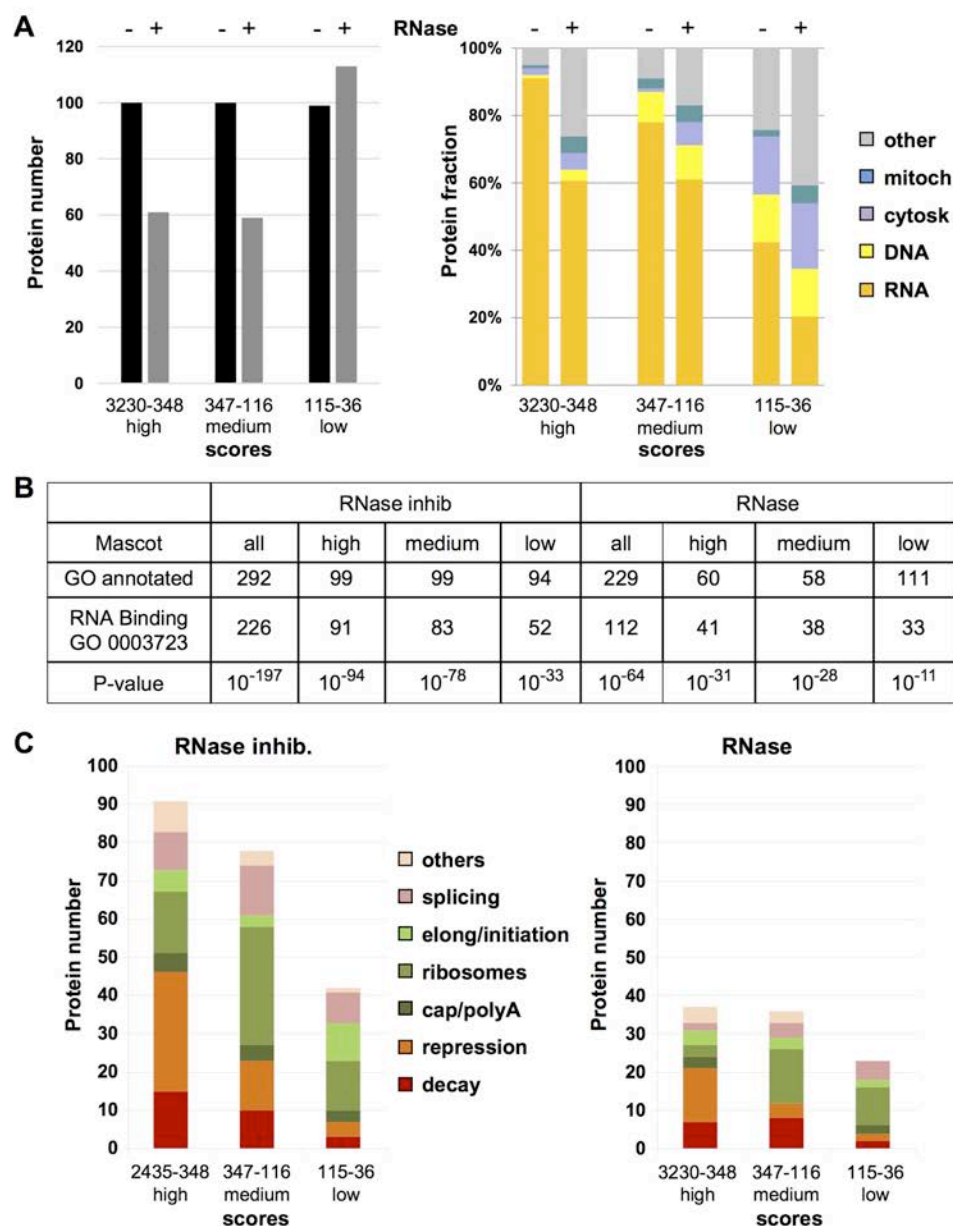 A
- + - + - +
120
100
80
60
40
20
0
Protein number
3230-348 347-116 115-36
high medium low
scores
RNase - + - + - +
100%
80%
60%
40%
20%
0%
Protein fraction
3230-348 347-116 115-36
high medium low
scores
other
mitoch
cytosk
DNA
RNA
B
RNase inhib RNase
Mascot all high medium low all high medium low
GO annotated 292 99 99 94 229 60 58 111
RNA Binding
GO 0003723 226 91 83 52 112 41 38 33
P-value 10⁻¹⁹⁷ 10⁻⁹⁴ 10⁻⁷⁸ 10⁻³³ 10⁻⁶⁴ 10⁻³¹ 10⁻²⁸ 10⁻¹¹
C
RNase inhib.
100
90
80
70
60
50
40
30
20
10
0
Protein number
2435-348 347-116 115-36
high medium low
scores
others
splicing
elong/initiation
ribosomes
cap/polyA
repression
decay
RNase
100
90
80
70
60
50
40
30
20
10
0
Protein number
3230-348 347-116 115-36
high medium low
scores